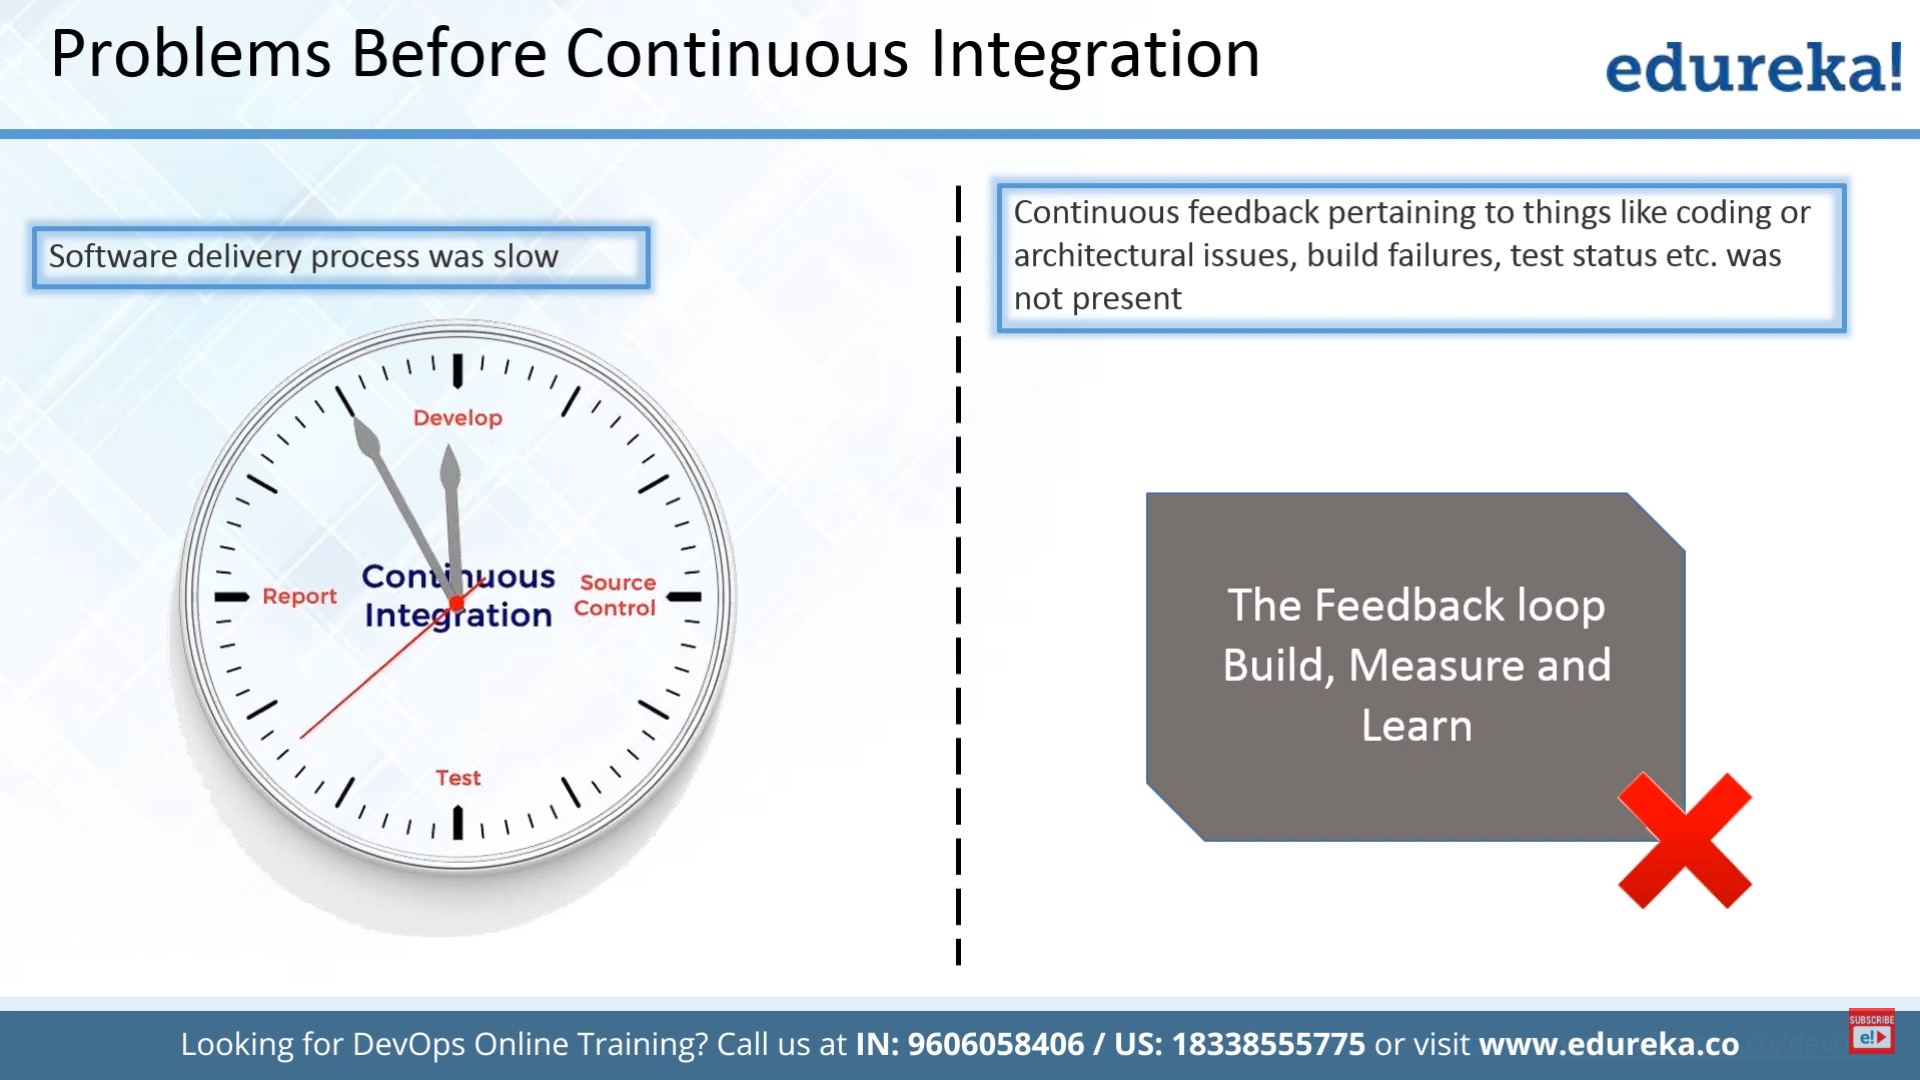 Problems Before Continuous Integration
edureka!
Software delivery process was slow
Continuous feedback pertaining to things like coding or
architectural issues, build failures, test status etc. was
not present
Develop
Continuous
Integration
Report
Source
Control
Test
The Feedback loop
Build, Measure and
Learn
Looking for DevOps Online Training? Call us at IN: 9606058406 / US: 18338555775 or visit www.edureka.co
SUBSCRIBE
e!